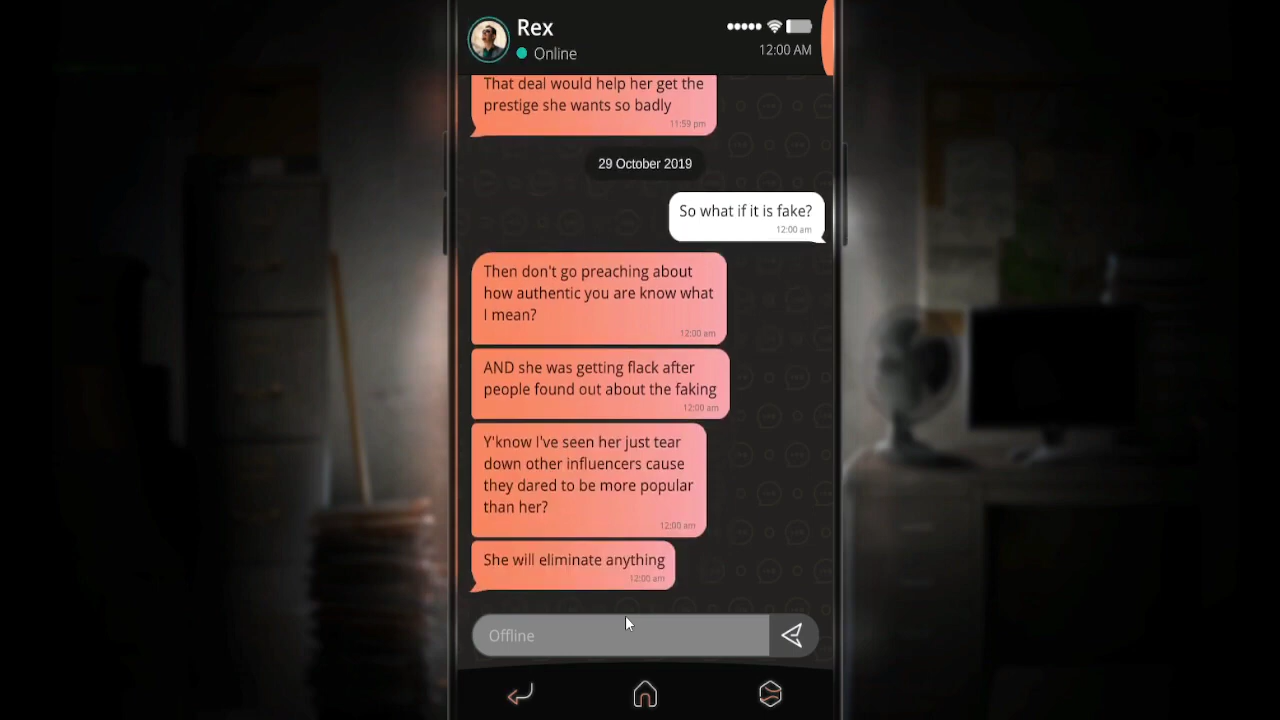 Rex
Online
12:00 AM
That deal would help her get the
prestige she wants so badly
11:59 pm
29 October 2019
So what if it is fake?
12:00 am
Then don't go preaching about
how authentic you are know what
I mean?
12:00 am
AND she was getting flack after
people found out about the faking
12:00 am
Y'know I've seen her just tear
down other influencers cause
they dared to be more popular
than her?
12:00 am
She will eliminate anything
12:00 am
Offline